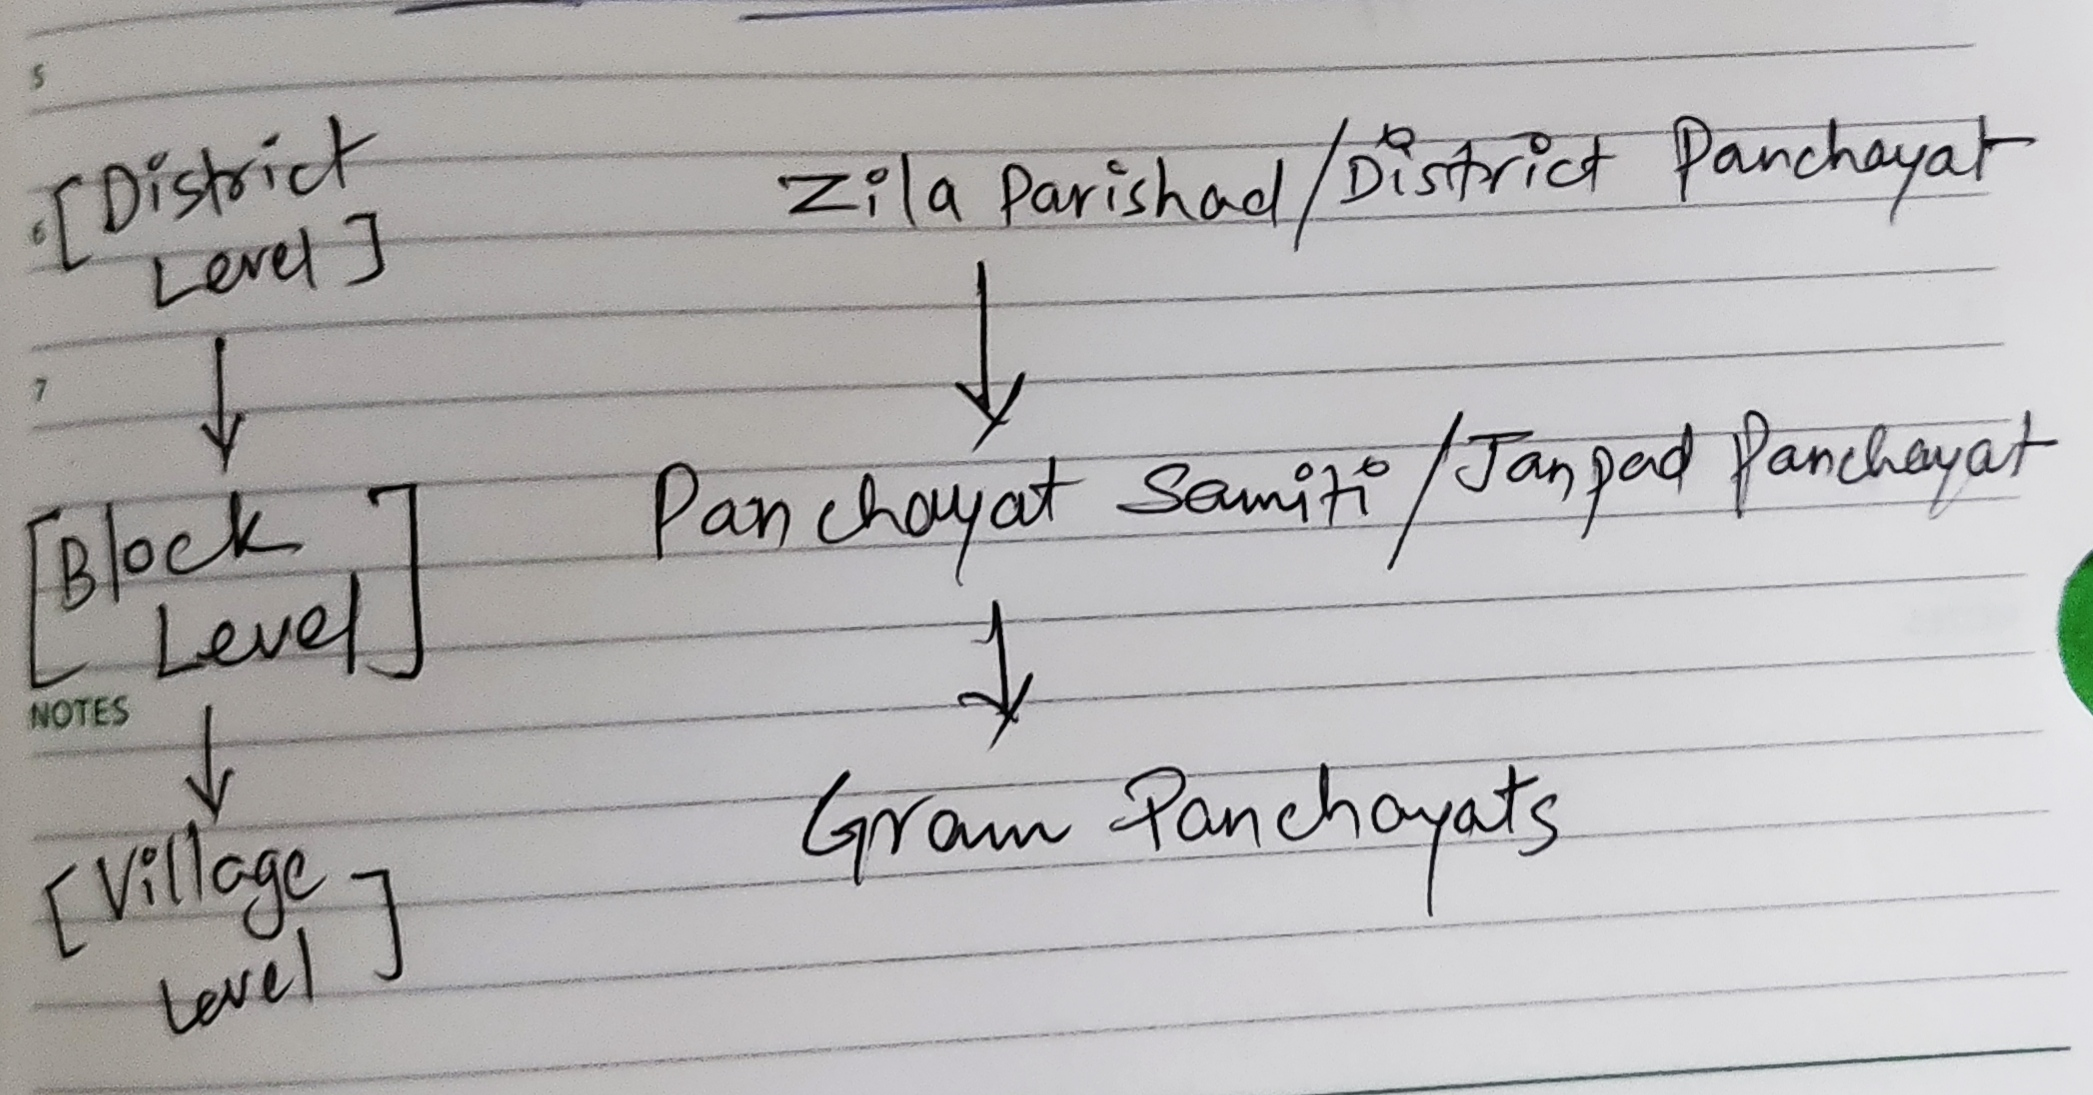 5
[District Zila Parishad/District Panchayat
6
Level]
7
[Block Panchayat Samiti/Janpad Panchayat
Level]
NOTES
[Village Gram Panchayats
Level]